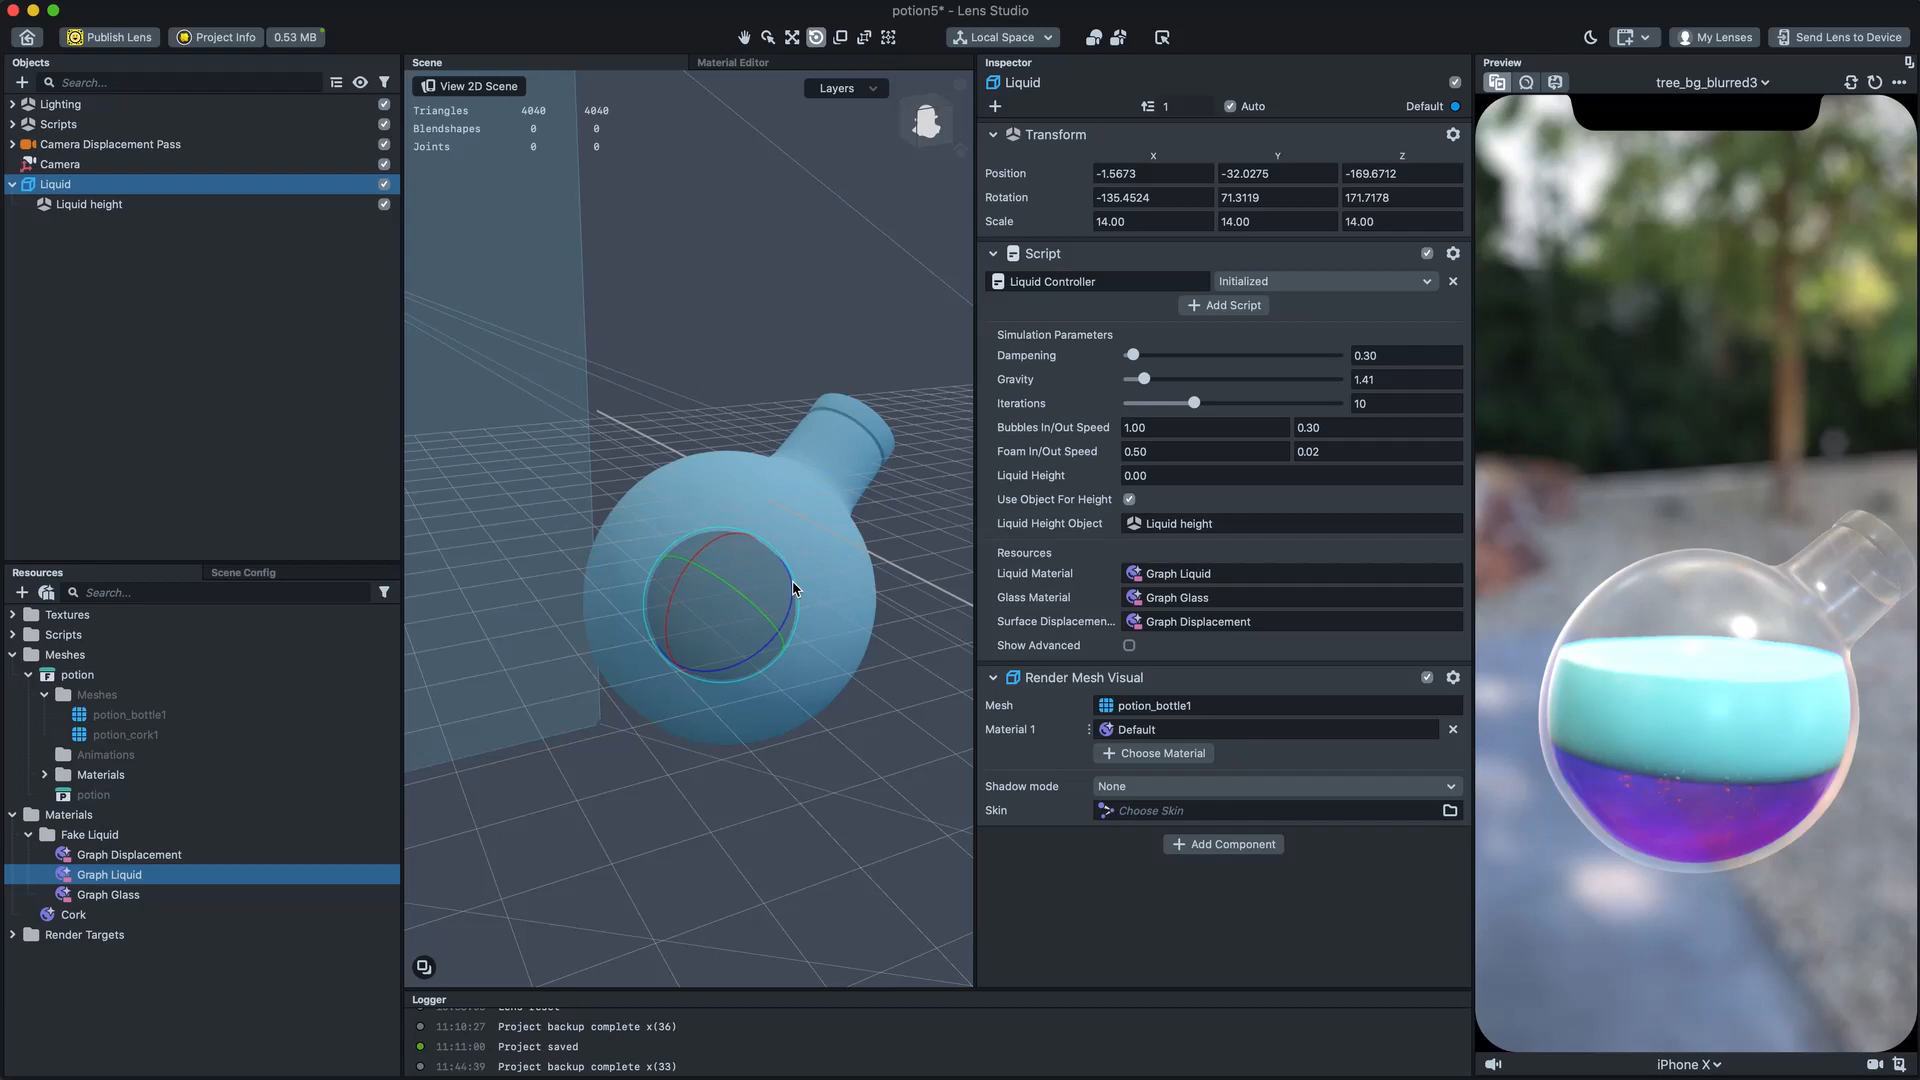 potion5* - Lens Studio
Publish Lens
Project Info
0.53 MB
Local Space
My Lenses
Send Lens to Device
Objects
Search...
Lighting
Scripts
Camera Displacement Pass
Camera
Liquid
Liquid height
Resources
Scene Config
Search...
Textures
Scripts
Meshes
potion
Meshes
potion_bottle1
potion_cork1
Animations
Materials
potion
Materials
Fake Liquid
Graph Displacement
Graph Liquid
Graph Glass
Cork
Render Targets
Scene
Material Editor
View 2D Scene
Layers
Triangles 4040 4040
Blendshapes 0 0
Joints 0 0
Logger
11:10:27 Project backup complete x(36)
11:11:00 Project saved
11:44:39 Project backup complete x(33)
Inspector
Liquid
1 Auto Default
Transform
X Y Z
Position -1.5673 -32.0275 -169.6712
Rotation -135.4524 71.3119 171.7178
Scale 14.00 14.00 14.00
Script
Liquid Controller Initialized
+ Add Script
Simulation Parameters
Dampening 0.30
Gravity 1.41
Iterations 10
Bubbles In/Out Speed 1.00 0.30
Foam In/Out Speed 0.50 0.02
Liquid Height 0.00
Use Object For Height
Liquid Height Object Liquid height
Resources
Liquid Material Graph Liquid
Glass Material Graph Glass
Surface Displacemen... Graph Displacement
Show Advanced
Render Mesh Visual
Mesh potion_bottle1
Material 1 Default
+ Choose Material
Shadow mode None
Skin Choose Skin
+ Add Component
Preview
tree_bg_blurred3
iPhone X